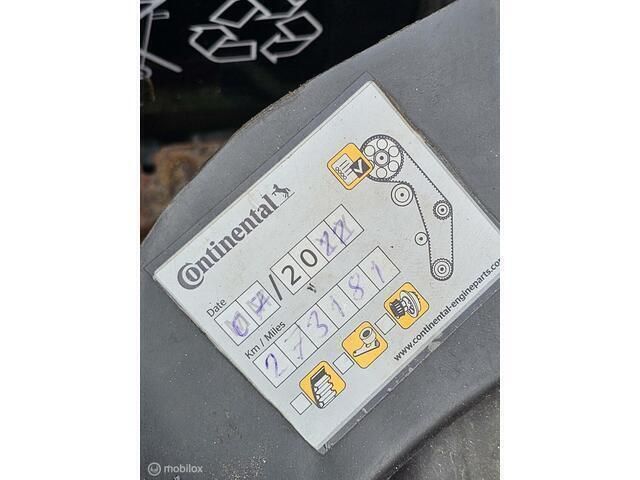 Continental
Date
04/2022
M M
y
Km / Miles
273181
www.continental-engineparts.com
mobilox